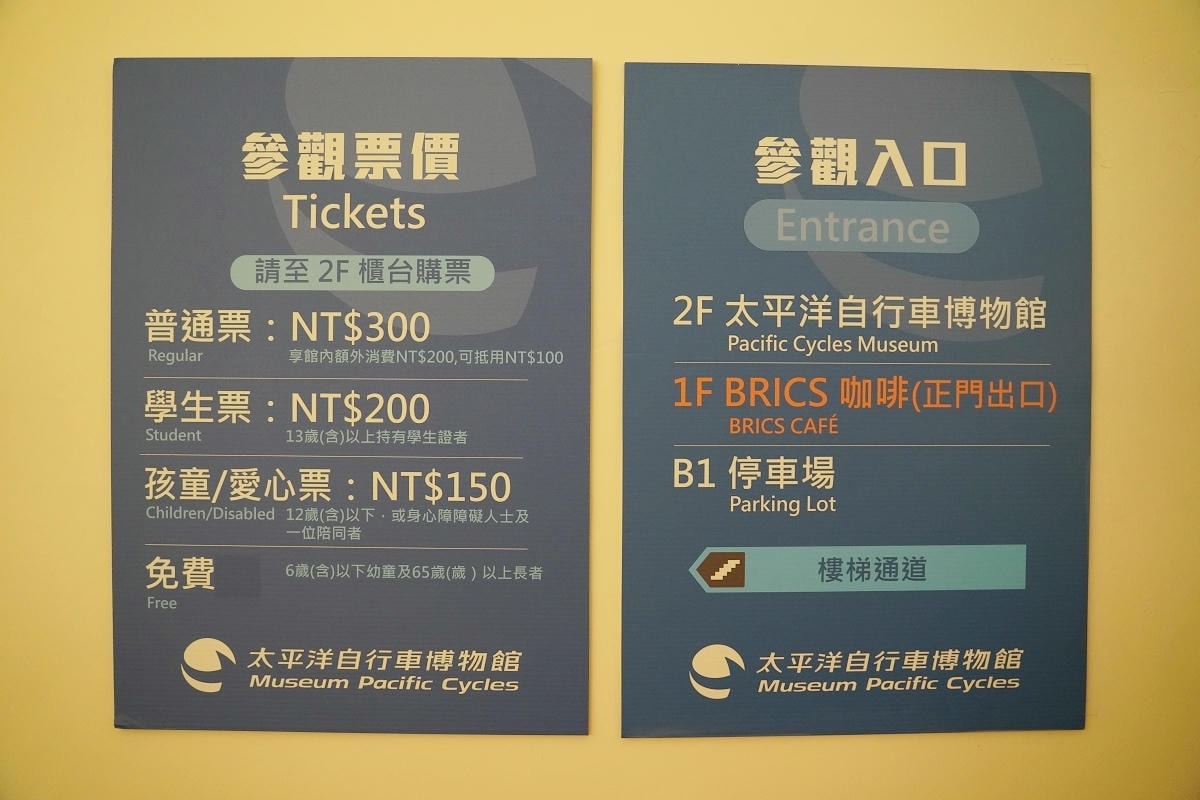 參觀票價
Tickets
請至 2F 櫃台購票
普通票：NT$300
Regular
享館內額外消費NT$200,可抵用NT$100
學生票：NT$200
Student
13歲(含)以上持有學生證者
孩童/愛心票：NT$150
Children/Disabled
12歲(含)以下．或身心障障礙人士及
一位陪同者
免費
6歲(含)以下幼童及65歲(歲）以上長者
Free
太平洋自行車博物館
Museum Pacific Cycles
參觀入口
Entrance
2F 太平洋自行車博物館
Pacific Cycles Museum
1F BRICS 咖啡(正門出口)
BRICS CAFÉ
B1 停車場
Parking Lot
樓梯通道
太平洋自行車博物館
Museum Pacific Cycles